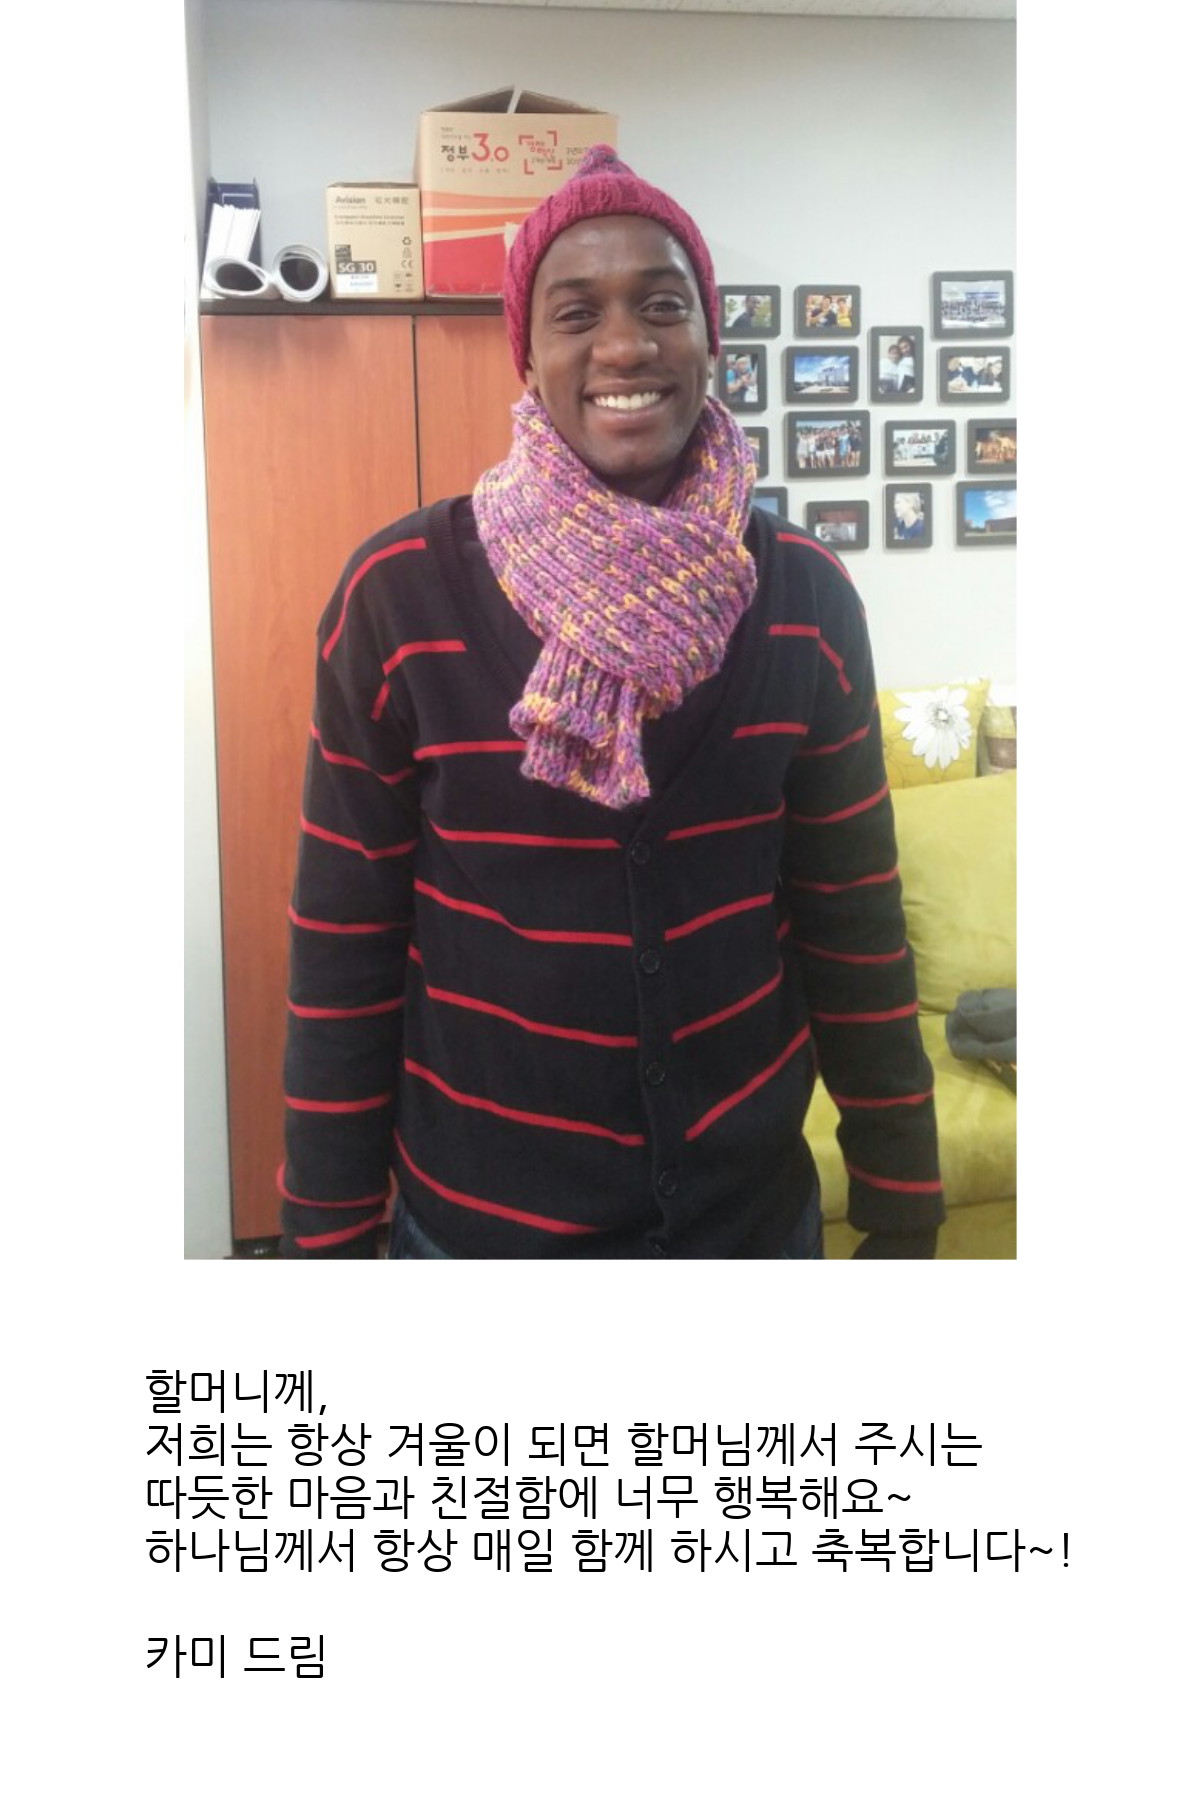 정부3.0
Avision
SG 30
할머니께,
저희는 항상 겨울이 되면 할머님께서 주시는
따듯한 마음과 친절함에 너무 행복해요~
하나님께서 항상 매일 함께 하시고 축복합니다~!
카미 드림